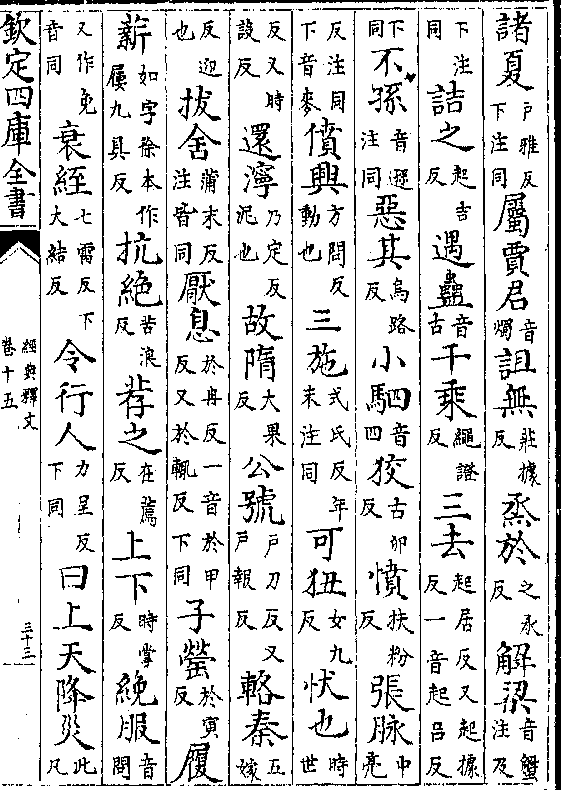 諸夏戶雅反下注同屬賈君音燭詛無莊據反烝於之承反解梁音蟹注及
下注同詰之起吉反遇蠱音古千乘繩證反三去起居反又起據反一音起呂反
下同不孫音遜注同惡其烏路反小駟音四狡古卯反憤扶粉反張脉中亮
反注同下音麥僨興方問反動也三施式氏反年末注同可狃女九反忕也時世
反又時設反還濘乃定反泥也故隋大果反公號戶刀反又戶報反輅秦五嫁
反迎也拔舍蒲末反注音同厭息於冉反一音於甲反又於輒反下同子罃於寅反履
薪如字徐本作屨九具反抗絶苦浪反荐之在薦反上下時掌反絻服音問
又作免音同衰絰七雷反下大結反令行人力呈反下同曰上天降災此凡
欽定四庫全書
經典釋文
卷十五
三十三